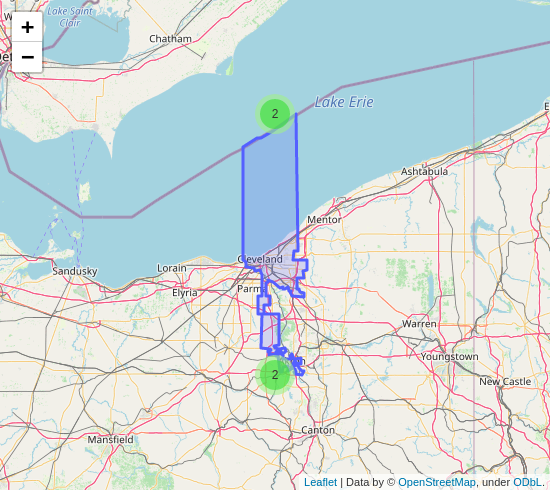 Lake Saint
Clair
+
−
Chatham
2
Lake Erie
Ashtabula
Mentor
Cleveland
Sandusky
Lorain
Elyria
Parm
Warren
Youngstown
2
New Castle
Canton
Mansfield
Leaflet | Data by © OpenStreetMap, under ODbL.